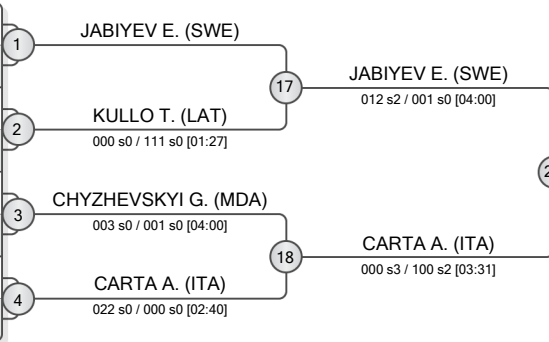 1
JABIYEV E. (SWE)
17
JABIYEV E. (SWE)
012 s2 / 001 s0 [04:00]
2
KULLO T. (LAT)
000 s0 / 111 s0 [01:27]
3
CHYZHEVSKYI G. (MDA)
003 s0 / 001 s0 [04:00]
18
CARTA A. (ITA)
000 s3 / 100 s2 [03:31]
4
CARTA A. (ITA)
022 s0 / 000 s0 [02:40]